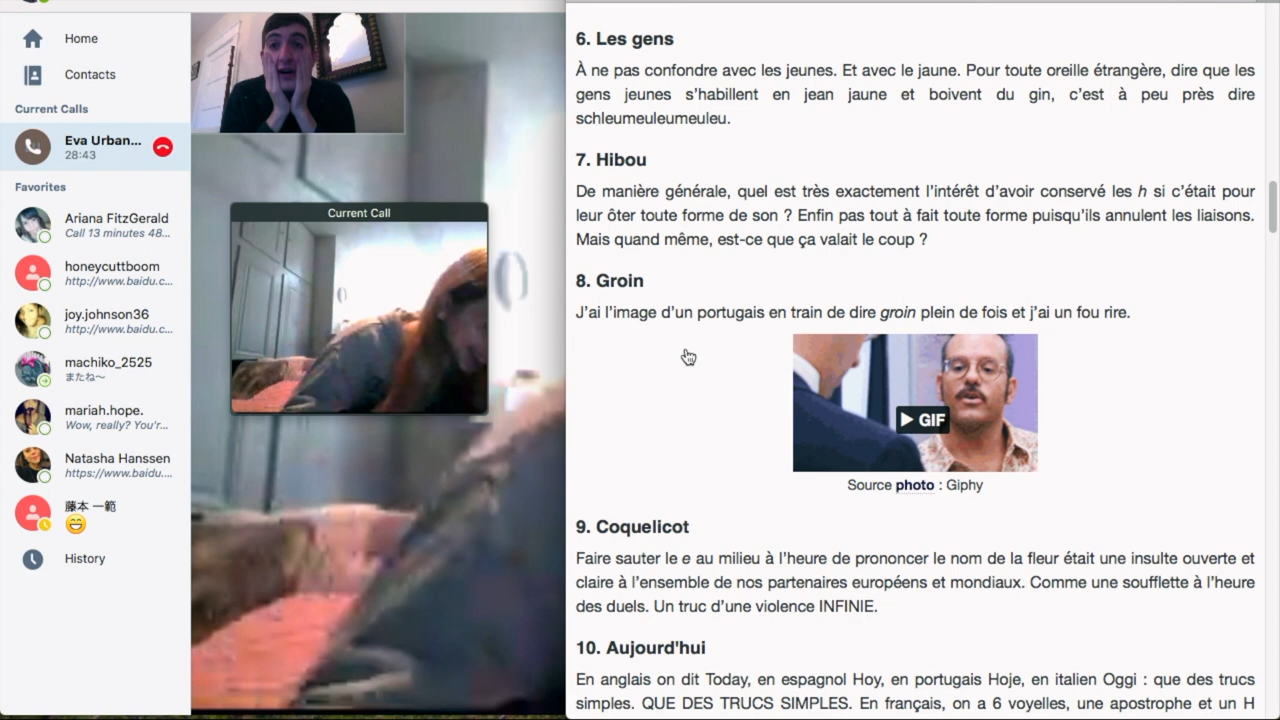 Home
Contacts
Current Calls
Eva Urban...
28:43
Favorites
Ariana FitzGerald
Call 13 minutes 48...
honeycuttboom
http://www.baidu.c...
joy.johnson36
http://www.baidu.c...
machiko_2525
またね〜
mariah.hope.
Wow, really? You'r...
Natasha Hanssen
https://www.baidu....
藤本 一範
History
Current Call
6. Les gens
À ne pas confondre avec les jeunes. Et avec le jaune. Pour toute oreille étrangère, dire que les
gens jeunes s’habillent en jean jaune et boivent du gin, c’est à peu près dire
schleumeuleumeuleu.
7. Hibou
De manière générale, quel est très exactement l’intérêt d’avoir conservé les h si c’était pour
leur ôter toute forme de son ? Enfin pas tout à fait toute forme puisqu’ils annulent les liaisons.
Mais quand même, est-ce que ça valait le coup ?
8. Groin
J’ai l’image d’un portugais en train de dire groin plein de fois et j’ai un fou rire.
GIF
Source photo : Giphy
9. Coquelicot
Faire sauter le e au milieu à l’heure de prononcer le nom de la fleur était une insulte ouverte et
claire à l’ensemble de nos partenaires européens et mondiaux. Comme une soufflette à l’heure
des duels. Un truc d’une violence INFINIE.
10. Aujourd'hui
En anglais on dit Today, en espagnol Hoy, en portugais Hoje, en italien Oggi : que des trucs
simples. QUE DES TRUCS SIMPLES. En français, on a 6 voyelles, une apostrophe et un H